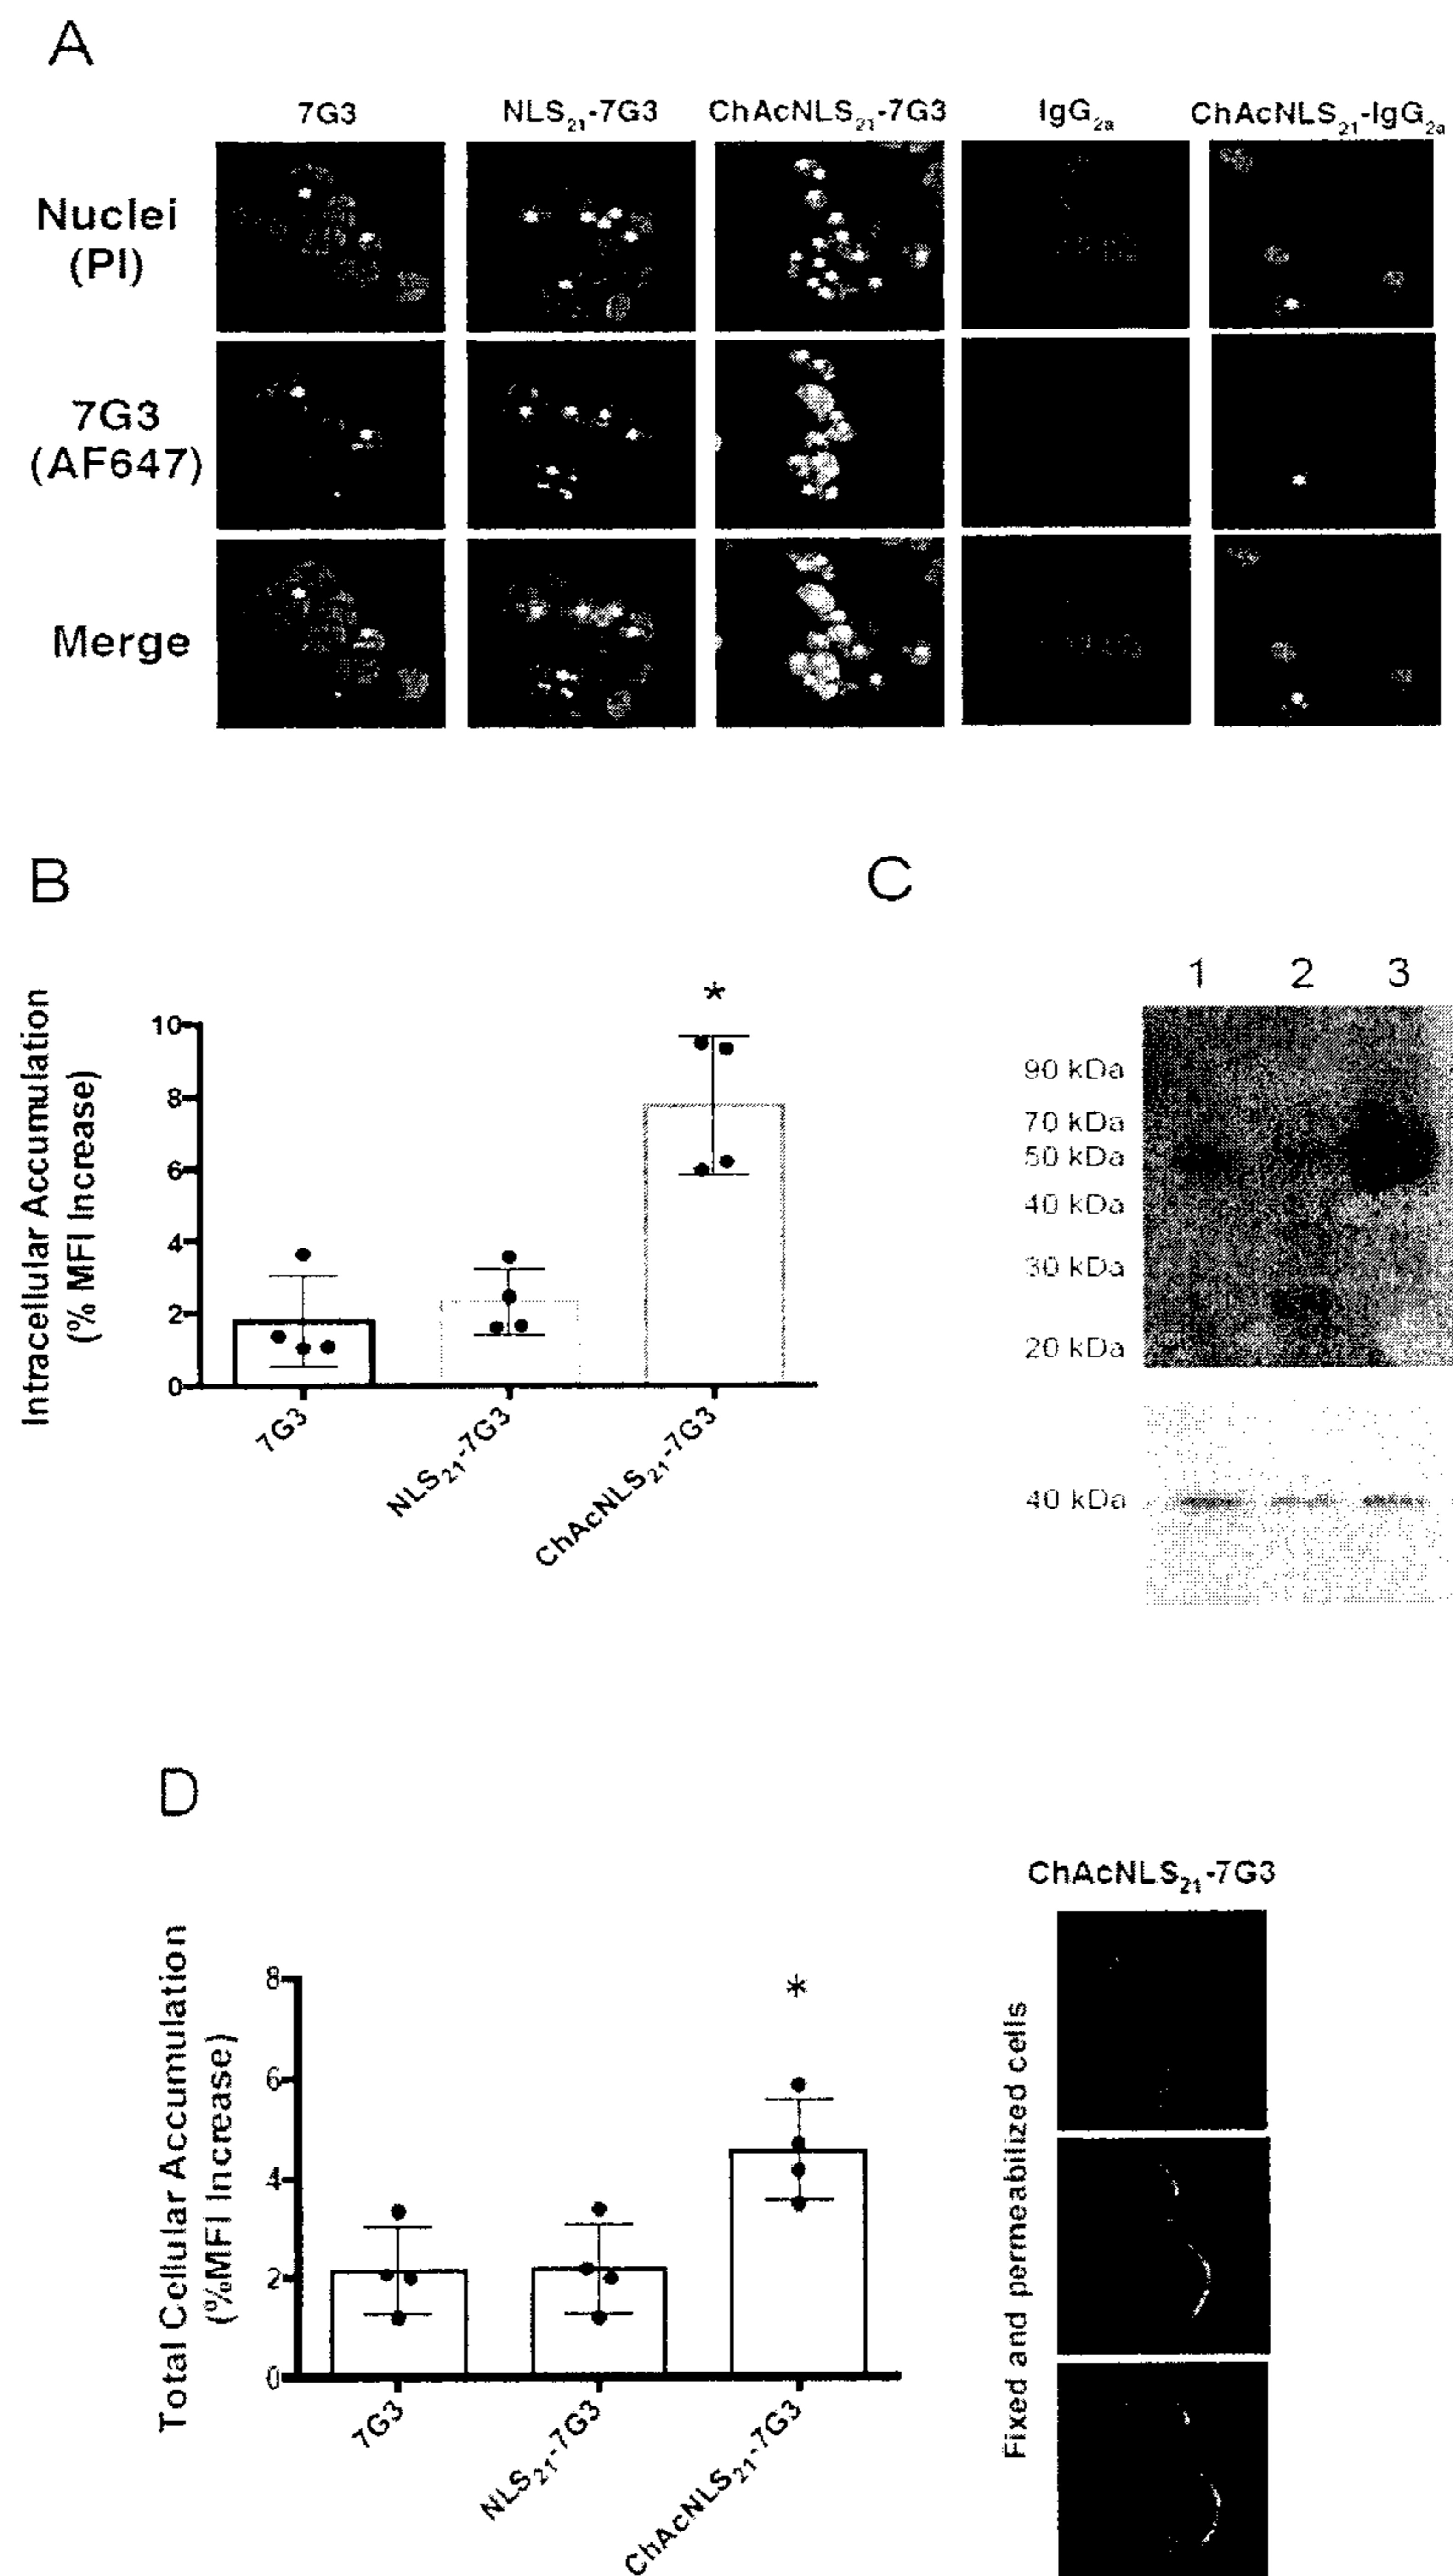 A
7G3 NLS21-7G3 ChAcNLS21-7G3 IgG2a ChAcNLS21-IgG2a
Nuclei
(PI)
7G3
(AF647)
Merge
B
Intracellular Accumulation
(% MFI Increase)
10
8
6
4
2
0
*
7G3
NLS21-7G3
ChAcNLS21-7G3
C
1 2 3
90 kDa
70 kDa
50 kDa
40 kDa
30 kDa
20 kDa
40 kDa
D
Total Cellular Accumulation
(%MFI Increase)
8
6
4
2
0
*
7G3
NLS21-7G3
ChAcNLS21-7G3
ChAcNLS21-7G3
Fixed and permeabilized cells